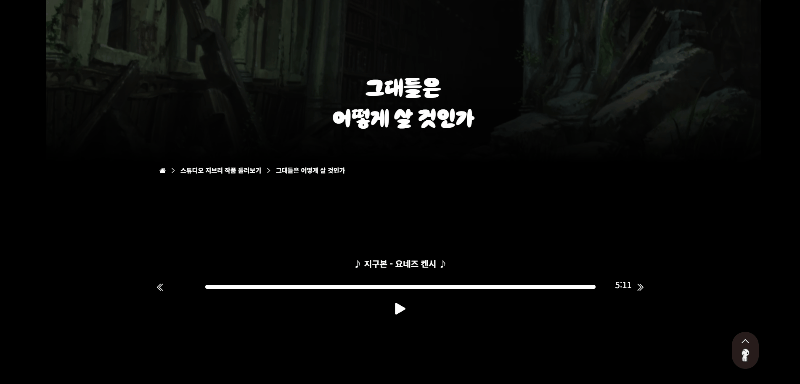 그대들은
어떻게 살 것인가
스튜디오 지브리 작품 둘러보기 > 그대들은 어떻게 살 것인가
♪ 지구본 - 요네즈 켄시 ♪
5:11